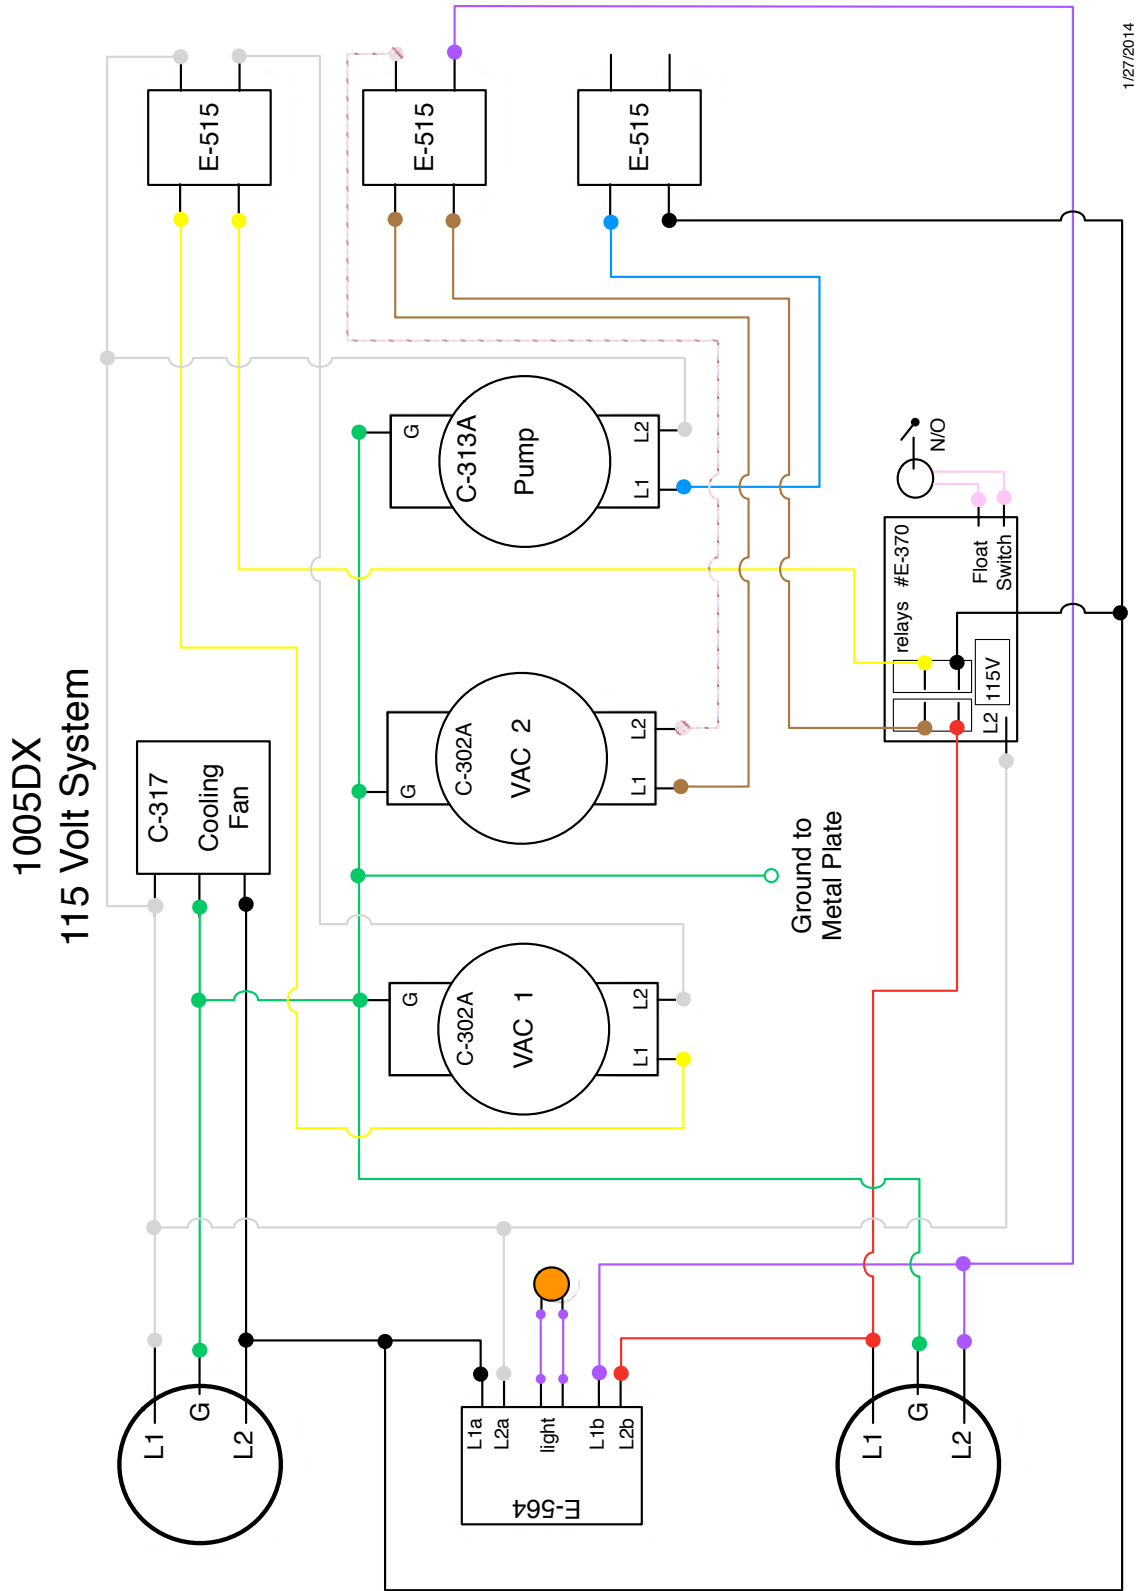 1005DX
115 Volt System
C-317
Cooling
Fan
E-515
E-515
E-515
G
C-302A
VAC 1
L1
L2
G
C-302A
VAC 2
L1
L2
G
C-313A
Pump
L1
L2
Ground to
Metal Plate
relays #E-370
Float
Switch
115V
L2
N/O
L1
G
L2
L1a
L2a
light
L1b
L2b
E-564
L1
G
L2
1/27/2014